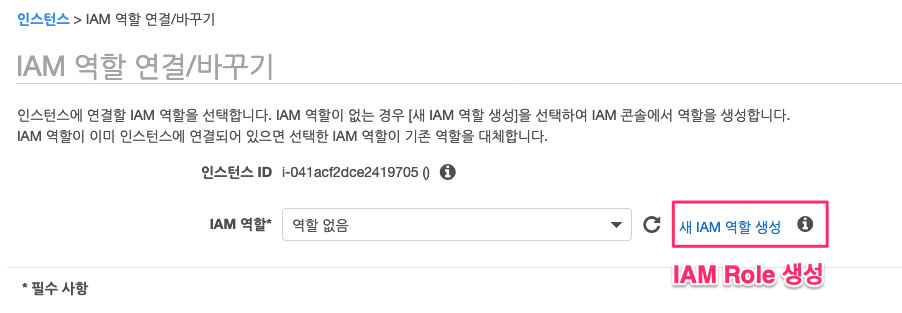 인스턴스 > IAM 역할 연결/바꾸기
IAM 역할 연결/바꾸기
인스턴스에 연결할 IAM 역할을 선택합니다. IAM 역할이 없는 경우 [새 IAM 역할 생성]을 선택하여 IAM 콘솔에서 역할을 생성합니다.
IAM 역할이 이미 인스턴스에 연결되어 있으면 선택한 IAM 역할이 기존 역할을 대체합니다.
인스턴스 ID i-041acf2dce2419705 ()
IAM 역할* 역할 없음 새 IAM 역할 생성
IAM Role 생성
* 필수 사항